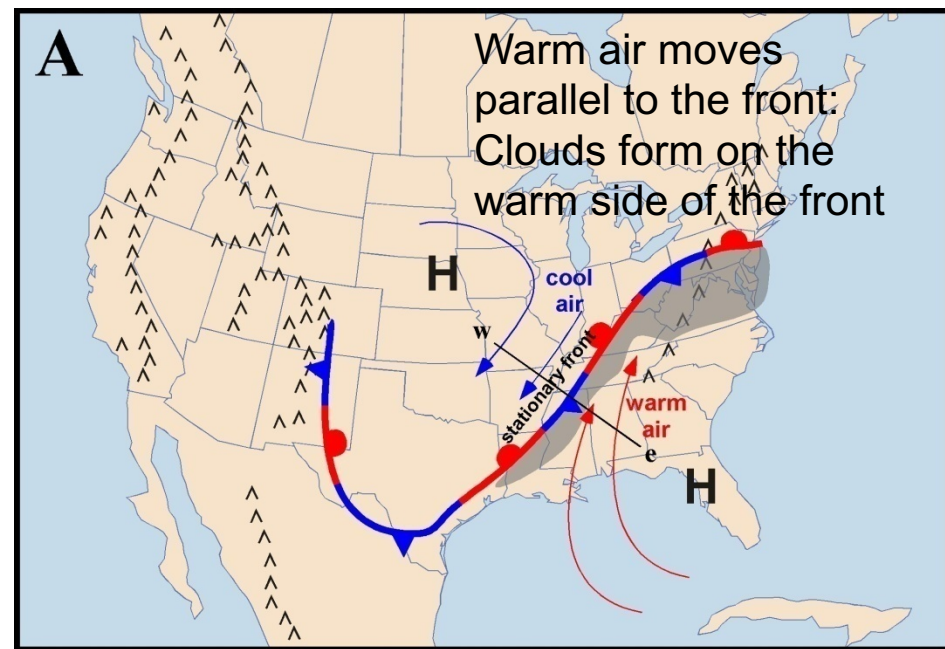 A
Warm air moves
parallel to the front:
Clouds form on the
warm side of the front
H
cool
air
w
stationary front
warm
air
e
H